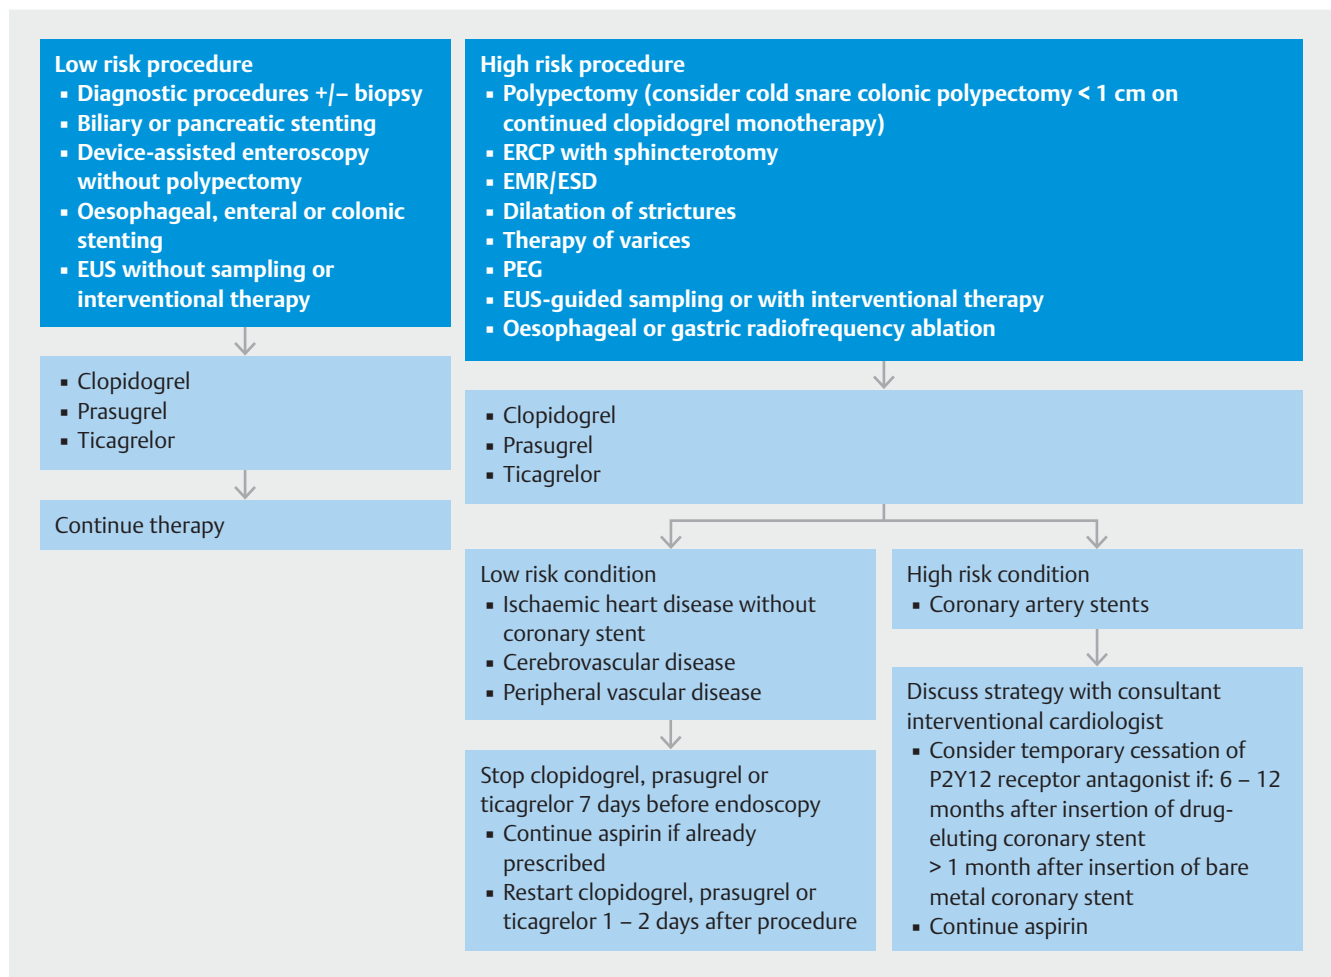 Low risk procedure
▪ Diagnostic procedures +/– biopsy
▪ Biliary or pancreatic stenting
▪ Device-assisted enteroscopy
without polypectomy
▪ Oesophageal, enteral or colonic
stenting
▪ EUS without sampling or
interventional therapy
▪ Clopidogrel
▪ Prasugrel
▪ Ticagrelor
Continue therapy
High risk procedure
▪ Polypectomy (consider cold snare colonic polypectomy < 1 cm on
continued clopidogrel monotherapy)
▪ ERCP with sphincterotomy
▪ EMR/ESD
▪ Dilatation of strictures
▪ Therapy of varices
▪ PEG
▪ EUS-guided sampling or with interventional therapy
▪ Oesophageal or gastric radiofrequency ablation
▪ Clopidogrel
▪ Prasugrel
▪ Ticagrelor
Low risk condition
▪ Ischaemic heart disease without
coronary stent
▪ Cerebrovascular disease
▪ Peripheral vascular disease
Stop clopidogrel, prasugrel or
ticagrelor 7 days before endoscopy
▪ Continue aspirin if already
prescribed
▪ Restart clopidogrel, prasugrel or
ticagrelor 1 – 2 days after procedure
High risk condition
▪ Coronary artery stents
Discuss strategy with consultant
interventional cardiologist
▪ Consider temporary cessation of
P2Y12 receptor antagonist if: 6 – 12
months after insertion of drug-
eluting coronary stent
> 1 month after insertion of bare
metal coronary stent
▪ Continue aspirin